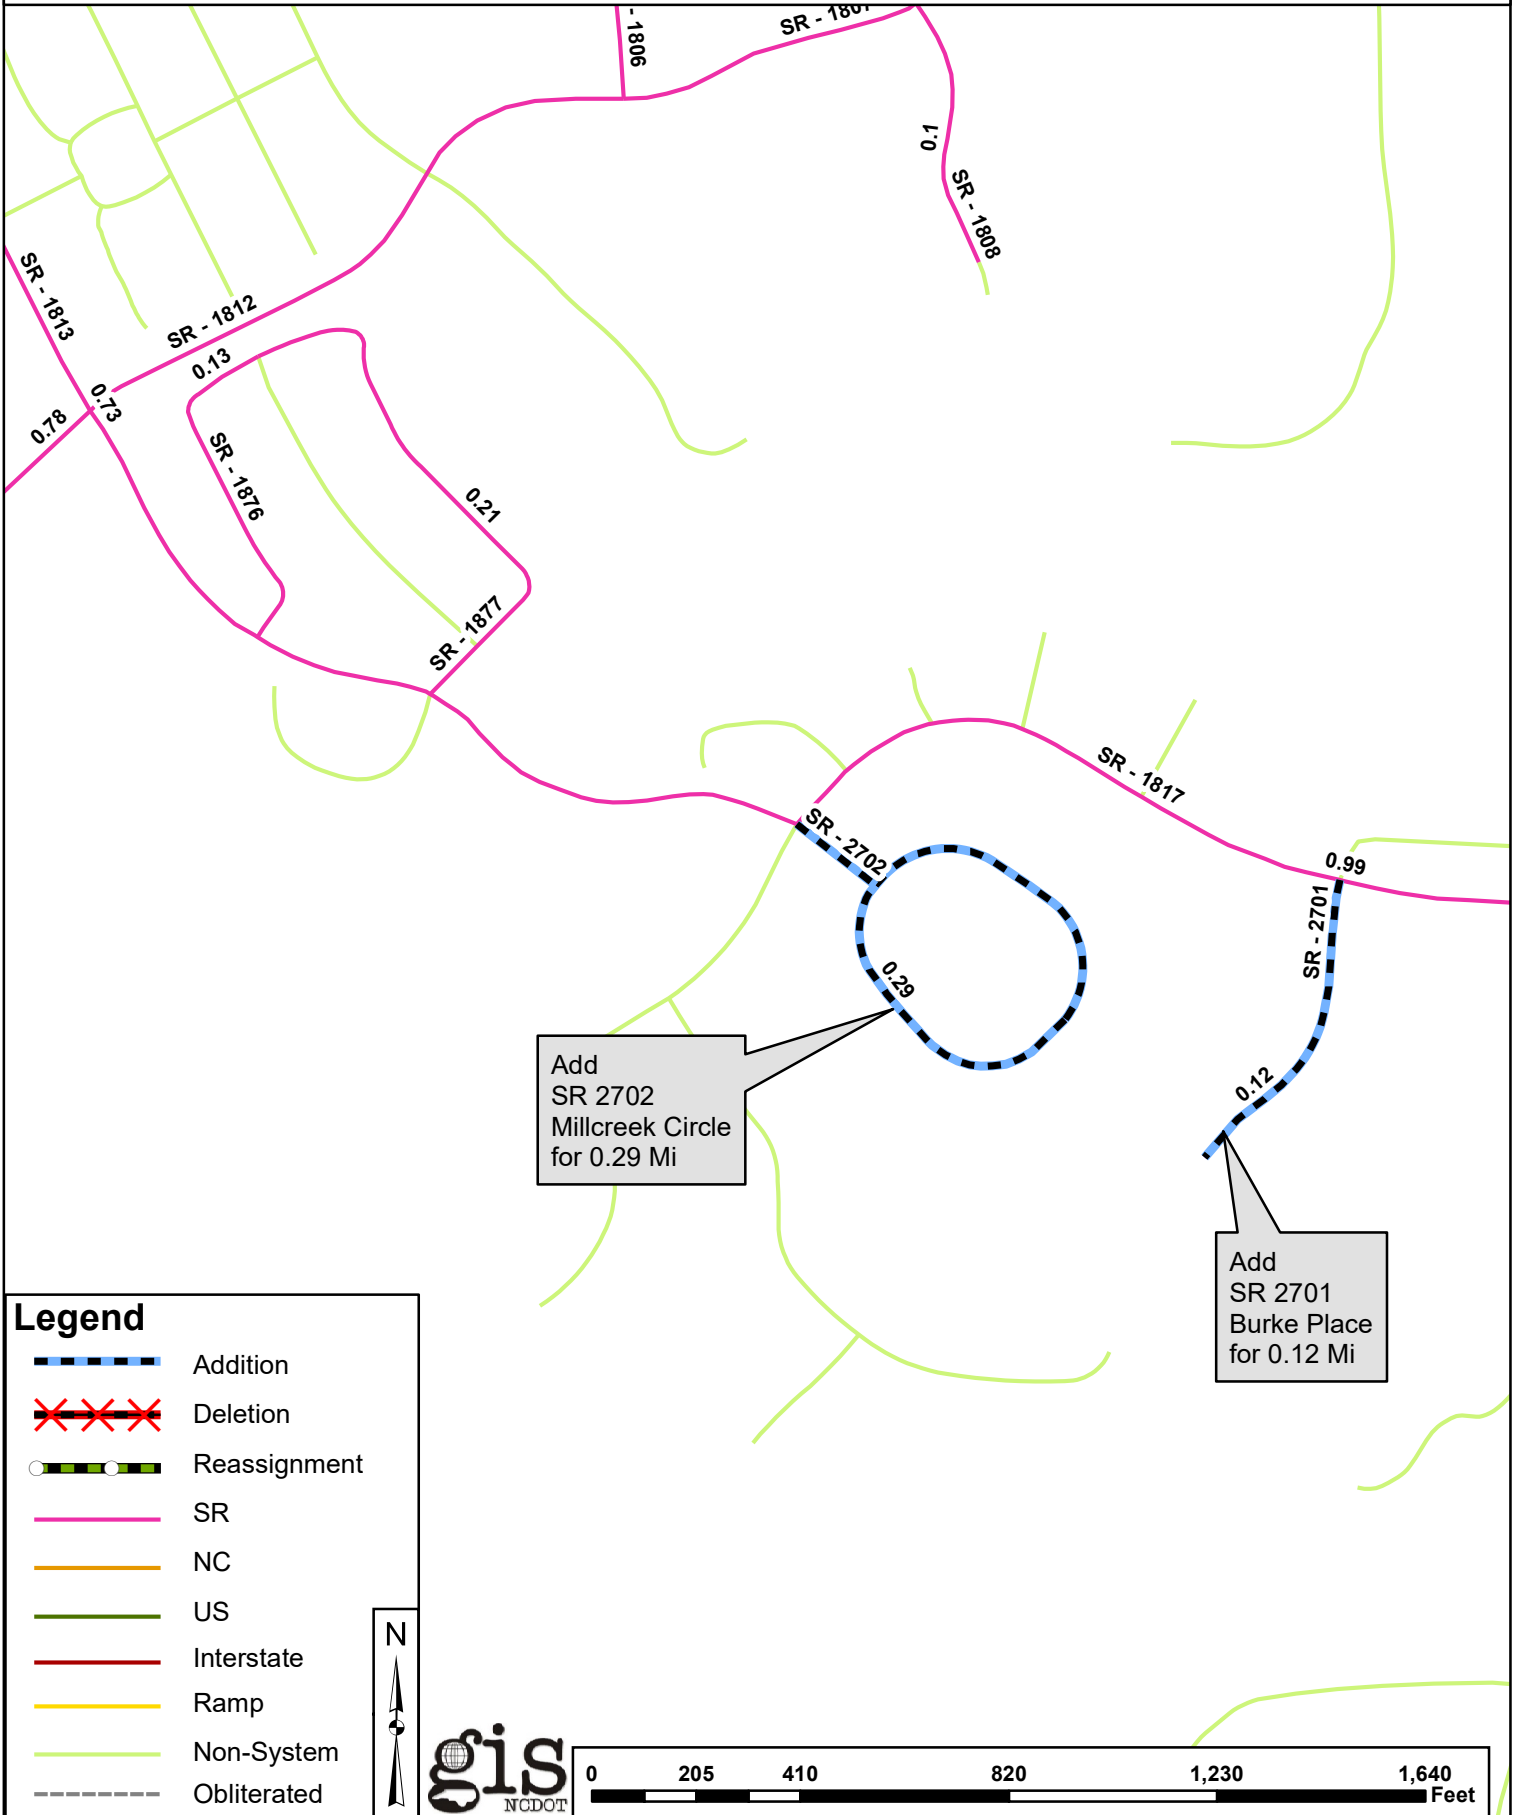 - 1806
SR - 1807
0.1
SR - 1808
SR - 1813
SR - 1812
0.13
0.73
0.78
SR - 1876
0.21
SR - 1877
SR - 1817
SR - 2702
0.99
SR - 2701
0.29
0.12
Add
SR 2702
Millcreek Circle
for 0.29 Mi
Add
SR 2701
Burke Place
for 0.12 Mi
Legend
Addition
Deletion
Reassignment
SR
NC
US
Interstate
Ramp
Non-System
Obliterated
N
gis
NCDOT
0 205 410 820 1,230 1,640
Feet